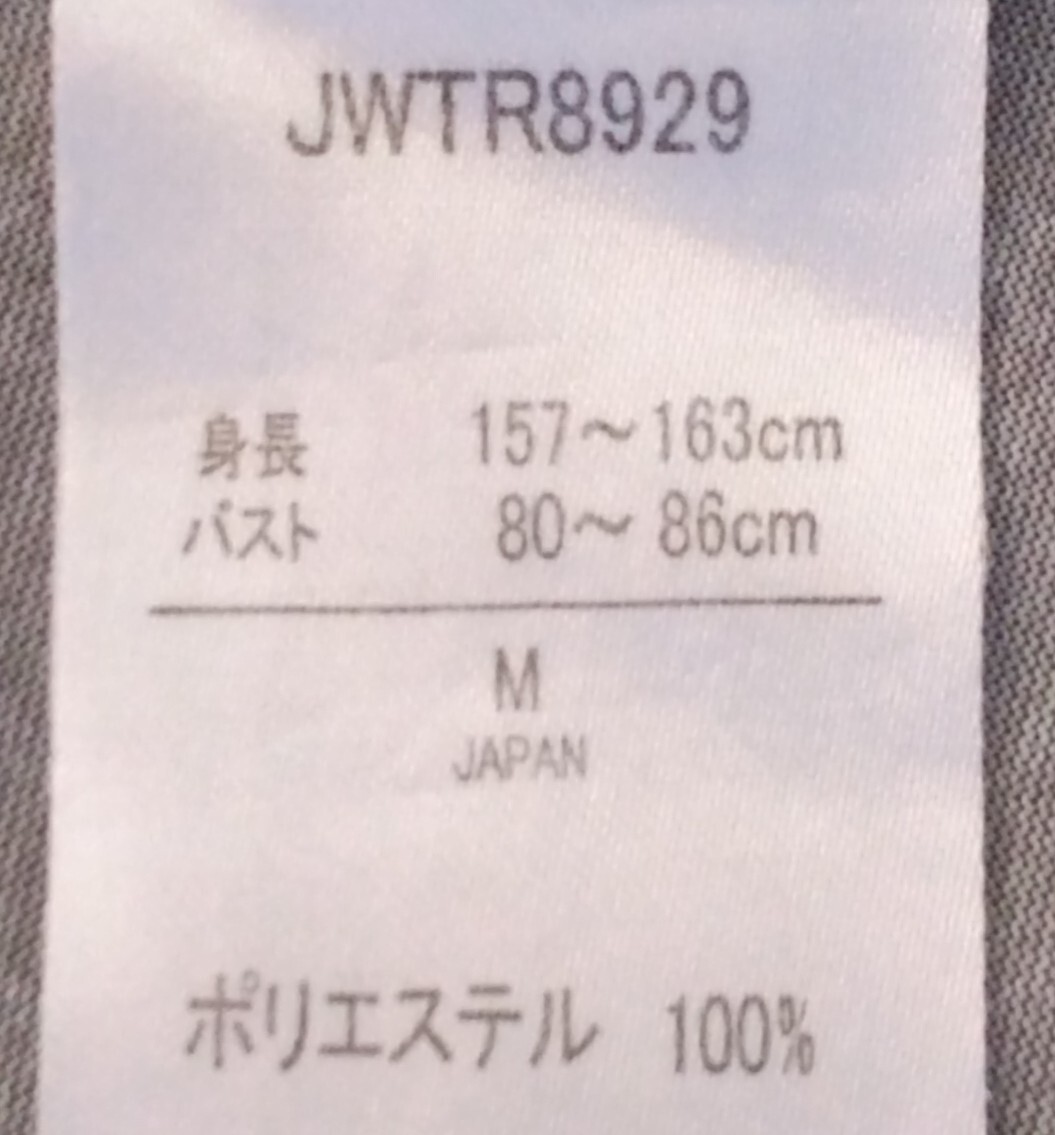 JWTR8929
身長 157～163cm
バスト 80～ 86cm
M
JAPAN
ポリエステル 100%